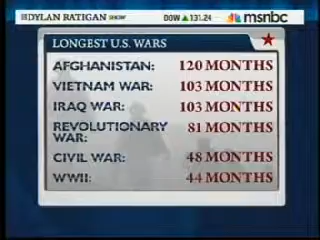 DYLAN RATIGAN SHOW
DOW ▲ 131.24
msnbc
LONGEST U.S. WARS
AFGHANISTAN: 120 MONTHS
VIETNAM WAR: 103 MONTHS
IRAQ WAR: 103 MONTHS
REVOLUTIONARY WAR: 81 MONTHS
CIVIL WAR: 48 MONTHS
WWII: 44 MONTHS